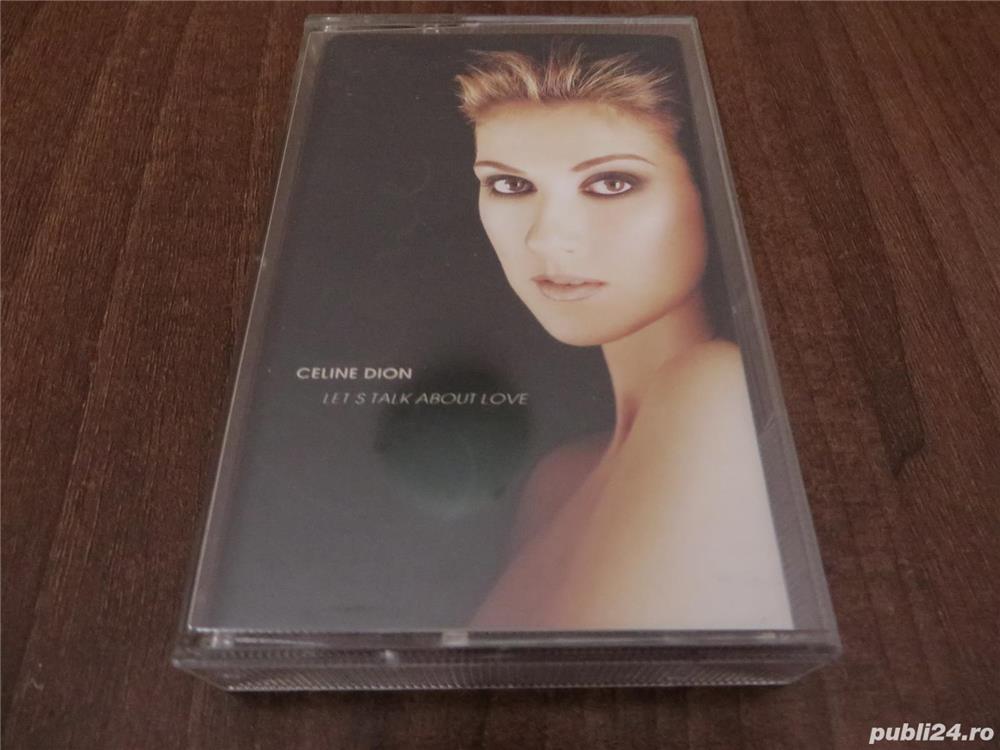 CELINE DION
LET S TALK ABOUT LOVE
publi24.ro